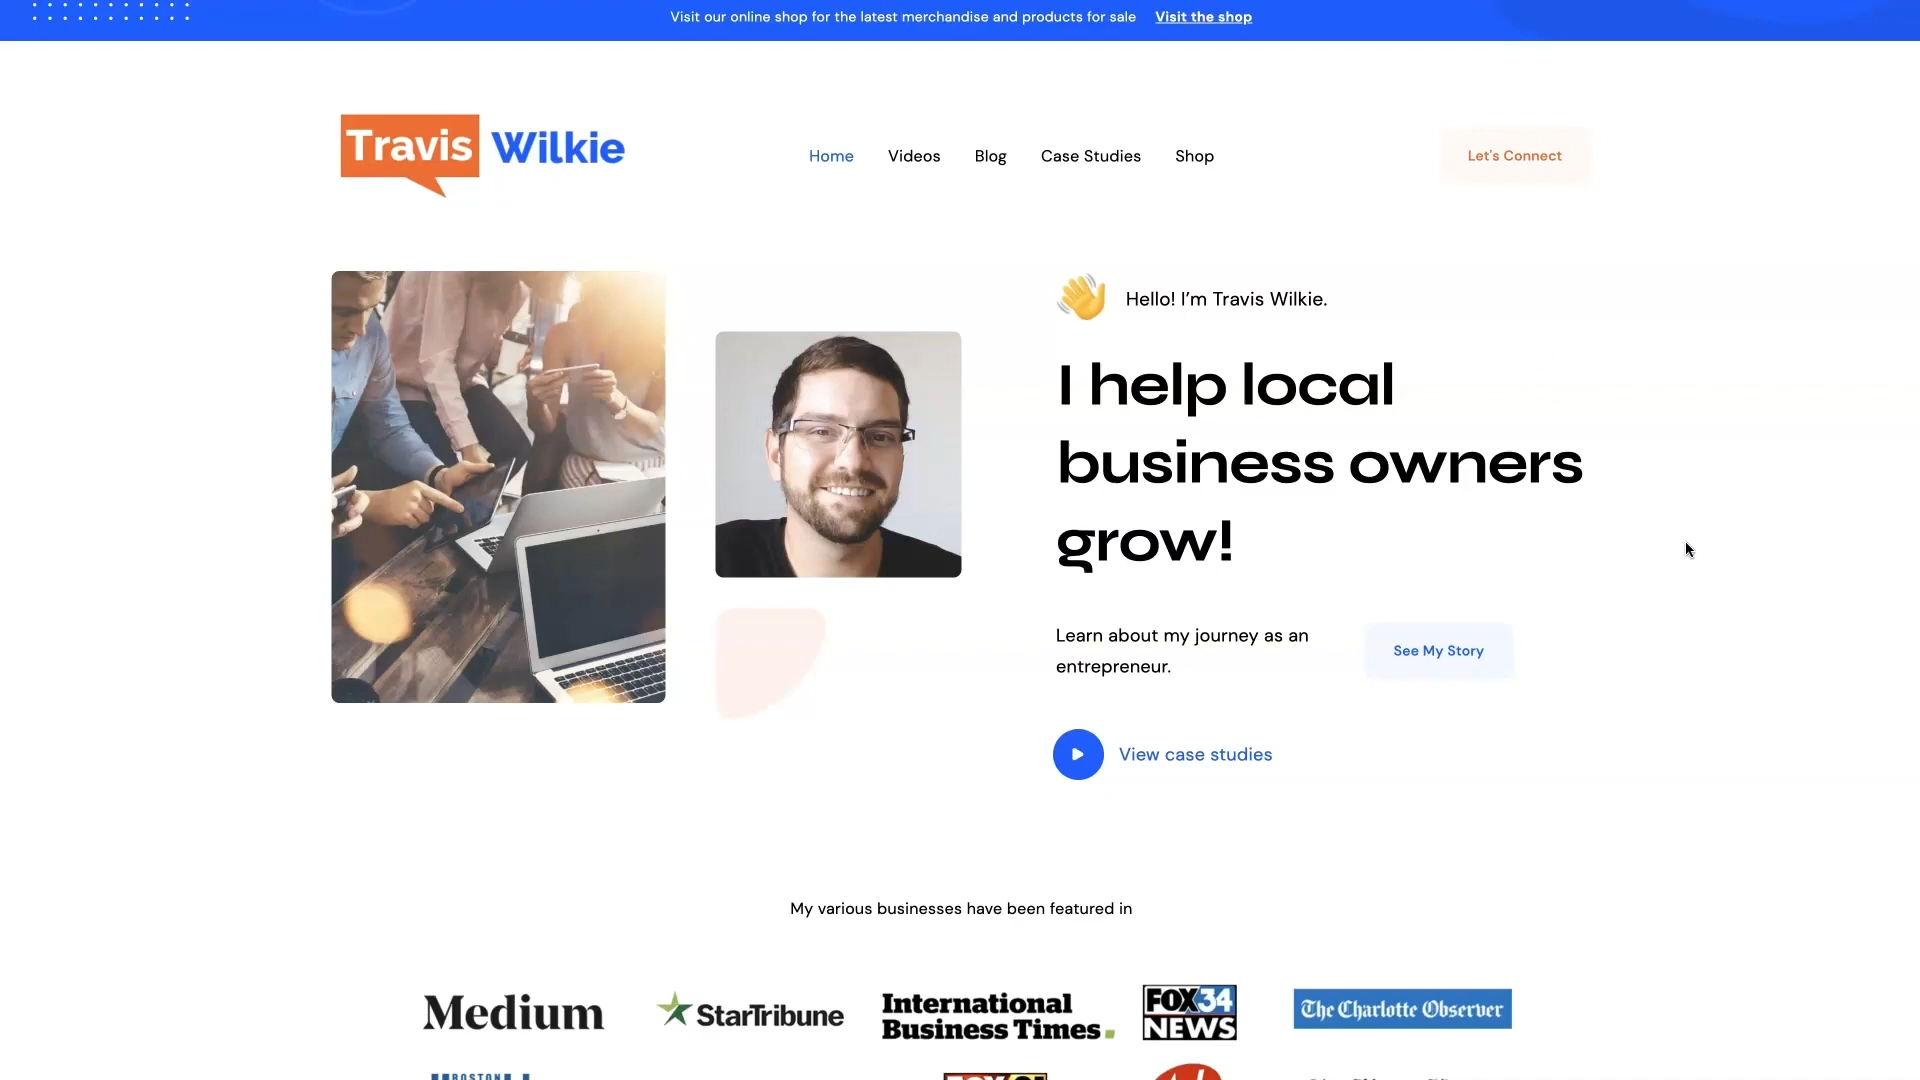 Visit our online shop for the latest merchandise and products for sale Visit the shop
Travis Wilkie
Home Videos Blog Case Studies Shop
Let's Connect
Hello! I’m Travis Wilkie.
I help local
business owners
grow!
Learn about my journey as an
entrepreneur.
See My Story
View case studies
My various businesses have been featured in
Medium
StarTribune
International
Business Times
FOX34
NEWS
The Charlotte Observer
BOSTON